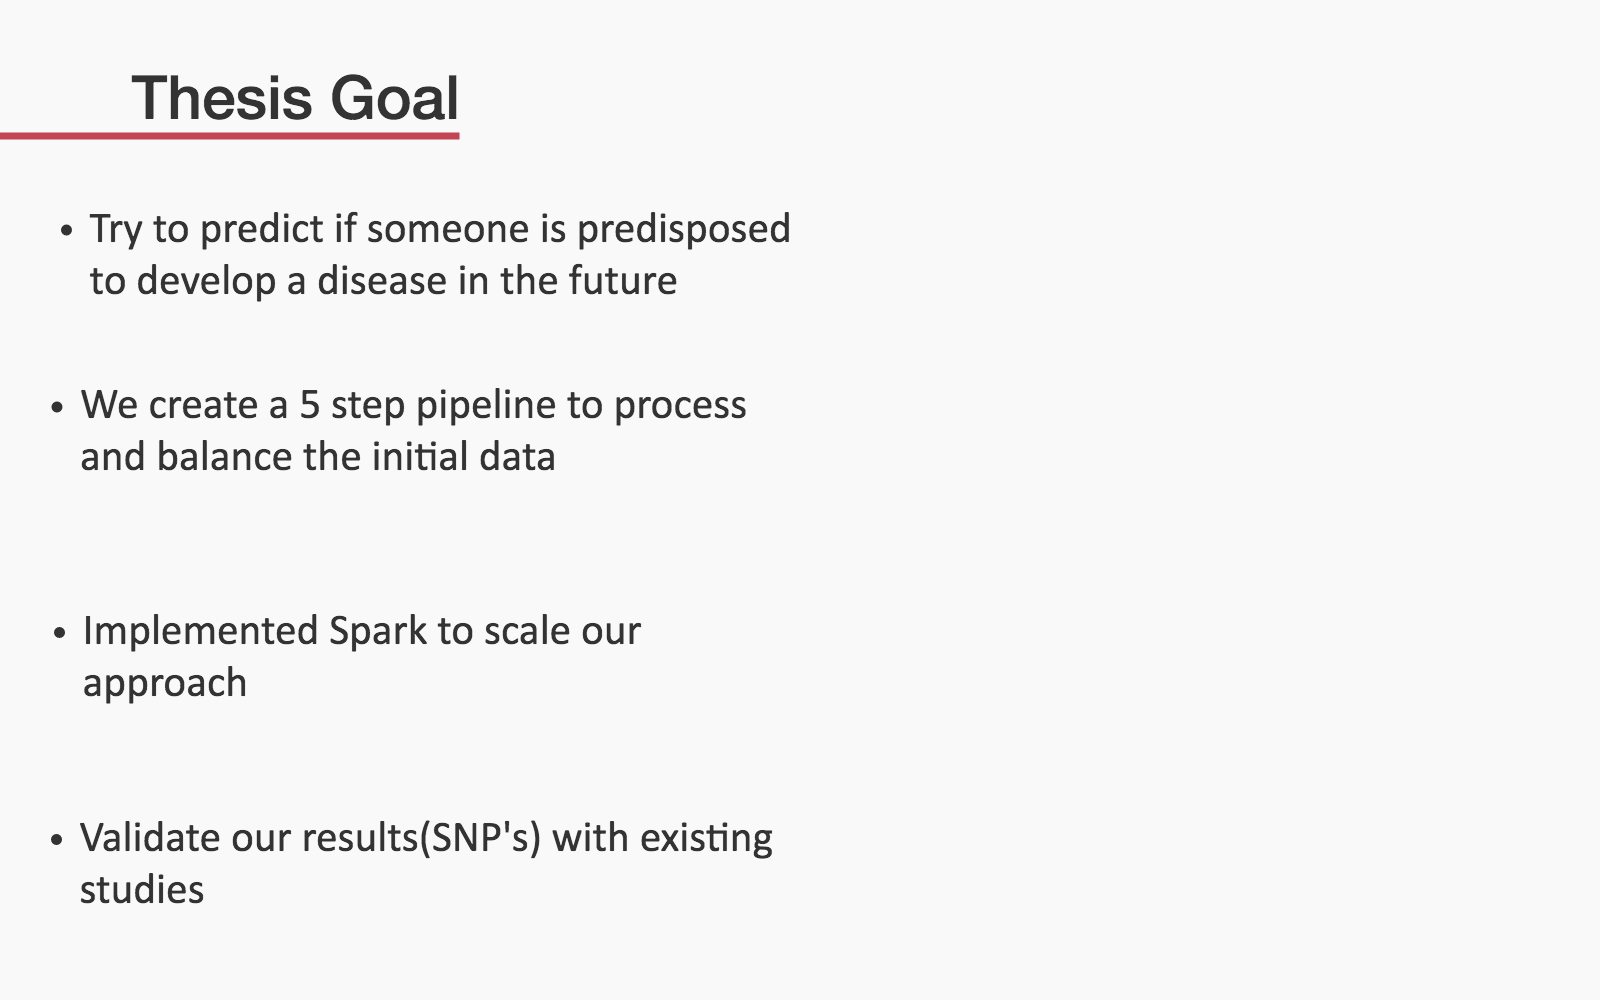 Thesis Goal
• Try to predict if someone is predisposed
to develop a disease in the future
• We create a 5 step pipeline to process
and balance the initial data
• Implemented Spark to scale our
approach
• Validate our results(SNP's) with existing
studies